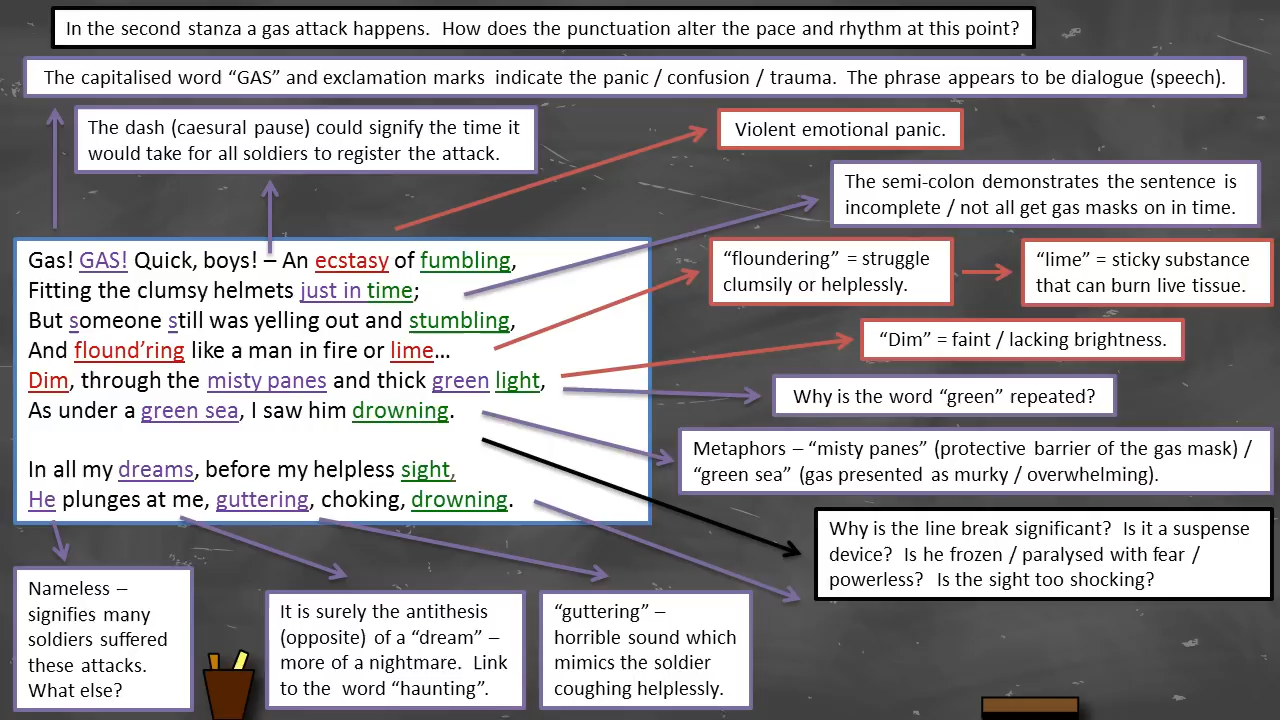 In the second stanza a gas attack happens.  How does the punctuation alter the pace and rhythm at this point?
The capitalised word “GAS” and exclamation marks indicate the panic / confusion / trauma.  The phrase appears to be dialogue (speech).
The dash (caesural pause) could signify the time it
would take for all soldiers to register the attack.
Violent emotional panic.
The semi-colon demonstrates the sentence is
incomplete / not all get gas masks on in time.
Gas! GAS! Quick, boys! – An ecstasy of fumbling,
Fitting the clumsy helmets just in time;
But someone still was yelling out and stumbling,
And flound’ring like a man in fire or lime…
Dim, through the misty panes and thick green light,
As under a green sea, I saw him drowning.
In all my dreams, before my helpless sight,
He plunges at me, guttering, choking, drowning.
“floundering” = struggle
clumsily or helplessly.
“lime” = sticky substance
that can burn live tissue.
“Dim” = faint / lacking brightness.
Why is the word “green” repeated?
Metaphors – “misty panes” (protective barrier of the gas mask) /
“green sea” (gas presented as murky / overwhelming).
Why is the line break significant?  Is it a suspense
device?  Is he frozen / paralysed with fear /
powerless?  Is the sight too shocking?
Nameless –
signifies many
soldiers suffered
these attacks.
What else?
It is surely the antithesis
(opposite) of a “dream” –
more of a nightmare.  Link
to the word “haunting”.
“guttering” –
horrible sound which
mimics the soldier
coughing helplessly.